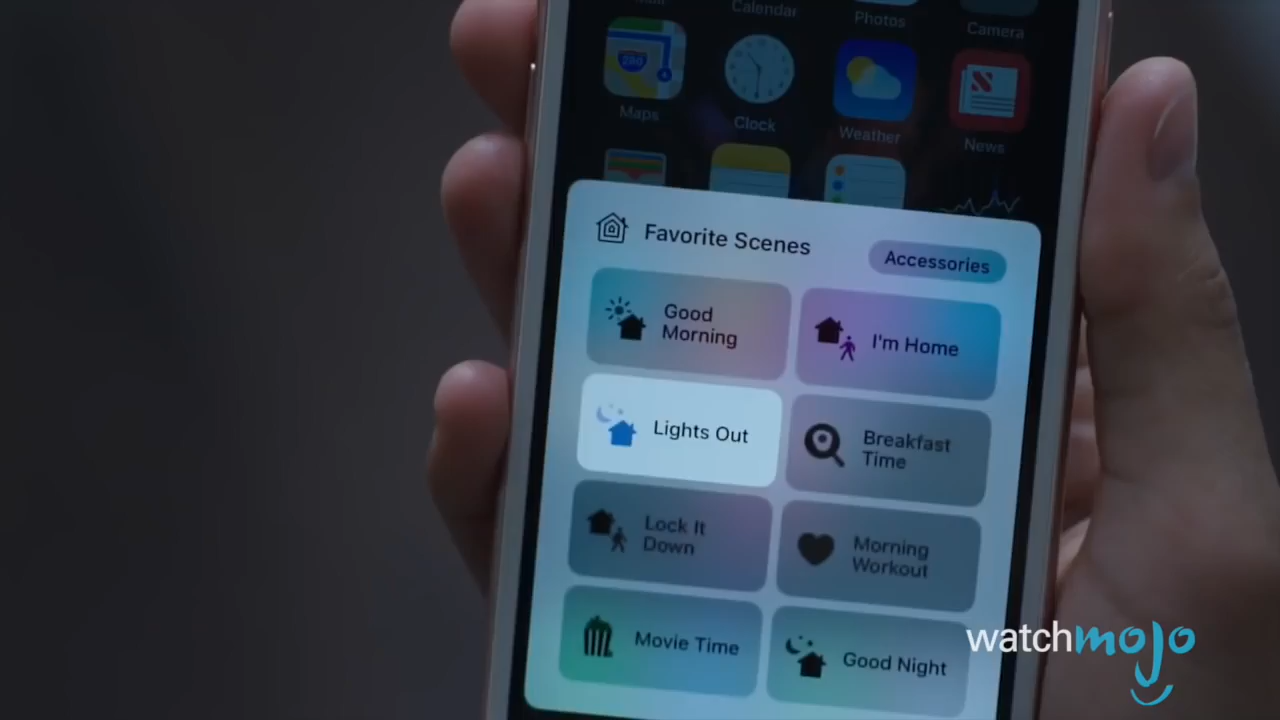 Calendar
Photos
Camera
280
Maps
Clock
Weather
News
Favorite Scenes
Accessories
Good
Morning
I'm Home
Lights Out
Breakfast
Time
Lock It
Down
Morning
Workout
Movie Time
Good Night
watchmojo